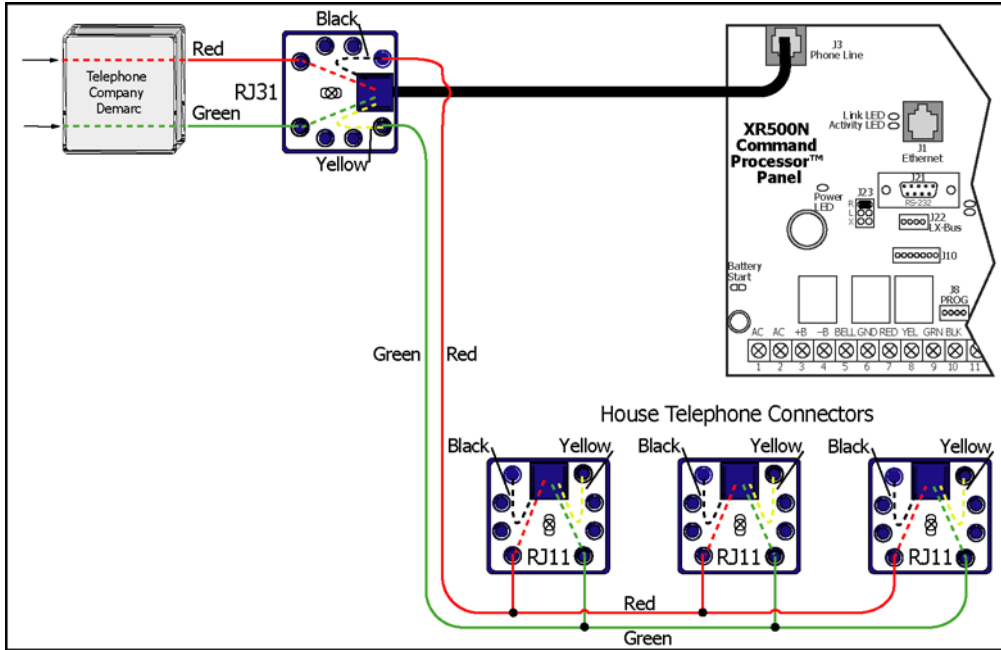 Black
Red
Telephone
Company
Demarc
RJ31
Green
Yellow
J3
Phone Line
Link LED
Activity LED
J1
Ethernet
XR500N
Command
Processor™
Panel
Power
LED
J23
R
L
X
J21
RS-232
J22
LX-Bus
J10
Battery
Start
J8
PROG
AC AC +B −B BELL GND RED YEL GRN BLK
1 2 3 4 5 6 7 8 9 10 11
Green
Red
House Telephone Connectors
Black Yellow Black Yellow Black Yellow
RJ11 RJ11 RJ11
Red
Green